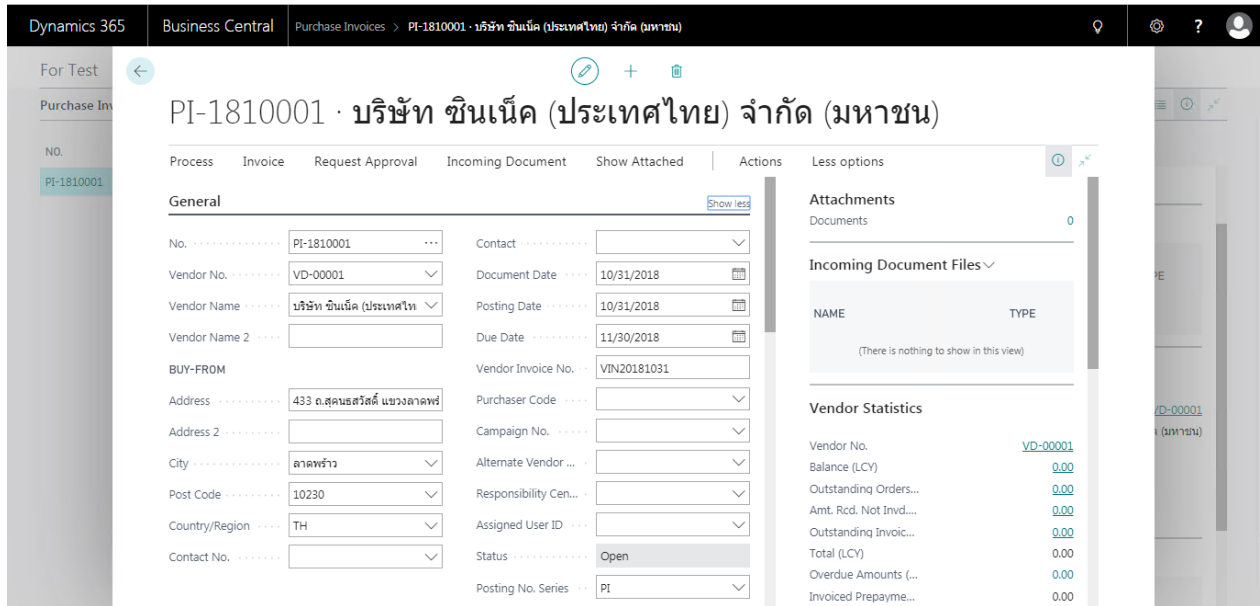 Dynamics 365 Business Central Purchase Invoices > PI-1810001 · บริษัท ซินเน็ค (ประเทศไทย) จำกัด (มหาชน) ?
For Test
Purchase Inv
NO.
PI-1810001
PI-1810001 · บริษัท ซินเน็ค (ประเทศไทย) จำกัด (มหาชน)
Process Invoice Request Approval Incoming Document Show Attached Actions Less options
General Show less
No. PI-1810001 ...
Vendor No. VD-00001
Vendor Name บริษัท ซินเน็ค (ประเทศไท
Vendor Name 2
BUY-FROM
Address 433 ถ.สุคนธสวัสดิ์ แขวงลาดพร้
Address 2
City ลาดพร้าว
Post Code 10230
Country/Region TH
Contact No.
Contact
Document Date 10/31/2018
Posting Date 10/31/2018
Due Date 11/30/2018
Vendor Invoice No. VIN20181031
Purchaser Code
Campaign No.
Alternate Vendor ...
Responsibility Cen...
Assigned User ID
Status Open
Posting No. Series PI
Attachments
Documents 0
Incoming Document Files
NAME TYPE
(There is nothing to show in this view)
Vendor Statistics
Vendor No. VD-00001
Balance (LCY) 0.00
Outstanding Orders... 0.00
Amt. Rcd. Not Invd.... 0.00
Outstanding Invoic... 0.00
Total (LCY) 0.00
Overdue Amounts (... 0.00
Invoiced Prepayme... 0.00
PE
VD-00001
(มหาชน)